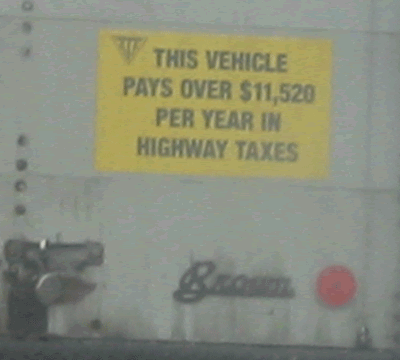 THIS VEHICLE
PAYS OVER $11,520
PER YEAR IN
HIGHWAY TAXES
Brown